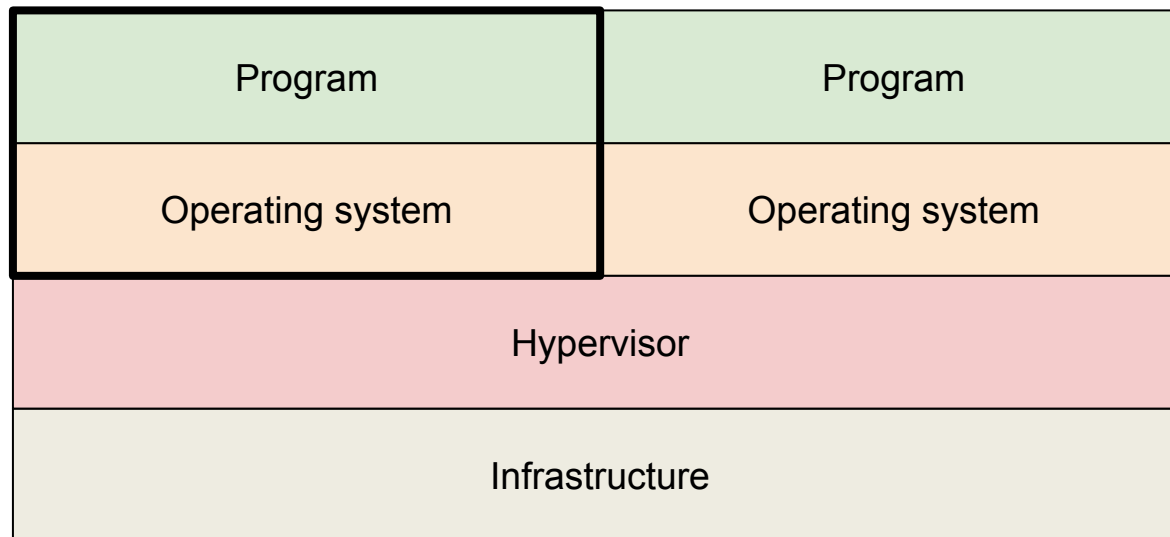 Program
Program
Operating system
Operating system
Hypervisor
Infrastructure